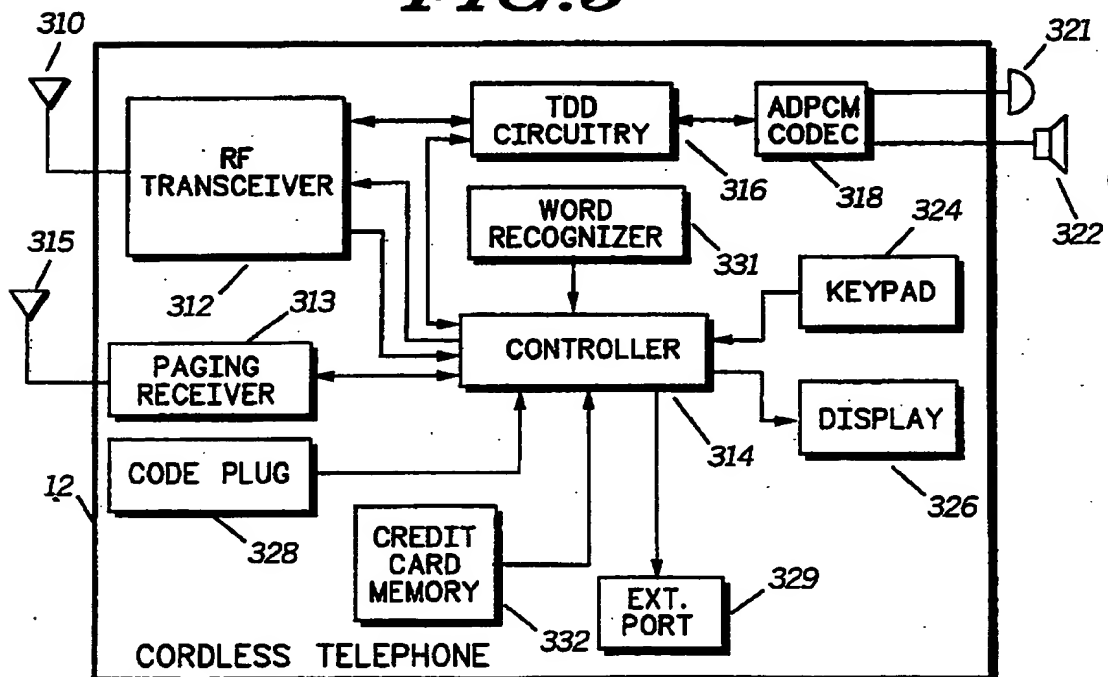 FIG.3
310
321
TDD
CIRCUITRY
ADPCM
CODEC
RF
TRANSCEIVER
316
318
322
WORD
RECOGNIZER
331
324
315
312
313
KEYPAD
CONTROLLER
PAGING
RECEIVER
314
DISPLAY
326
CODE PLUG
12
328
CREDIT
CARD
MEMORY
332
EXT.
PORT
329
CORDLESS TELEPHONE